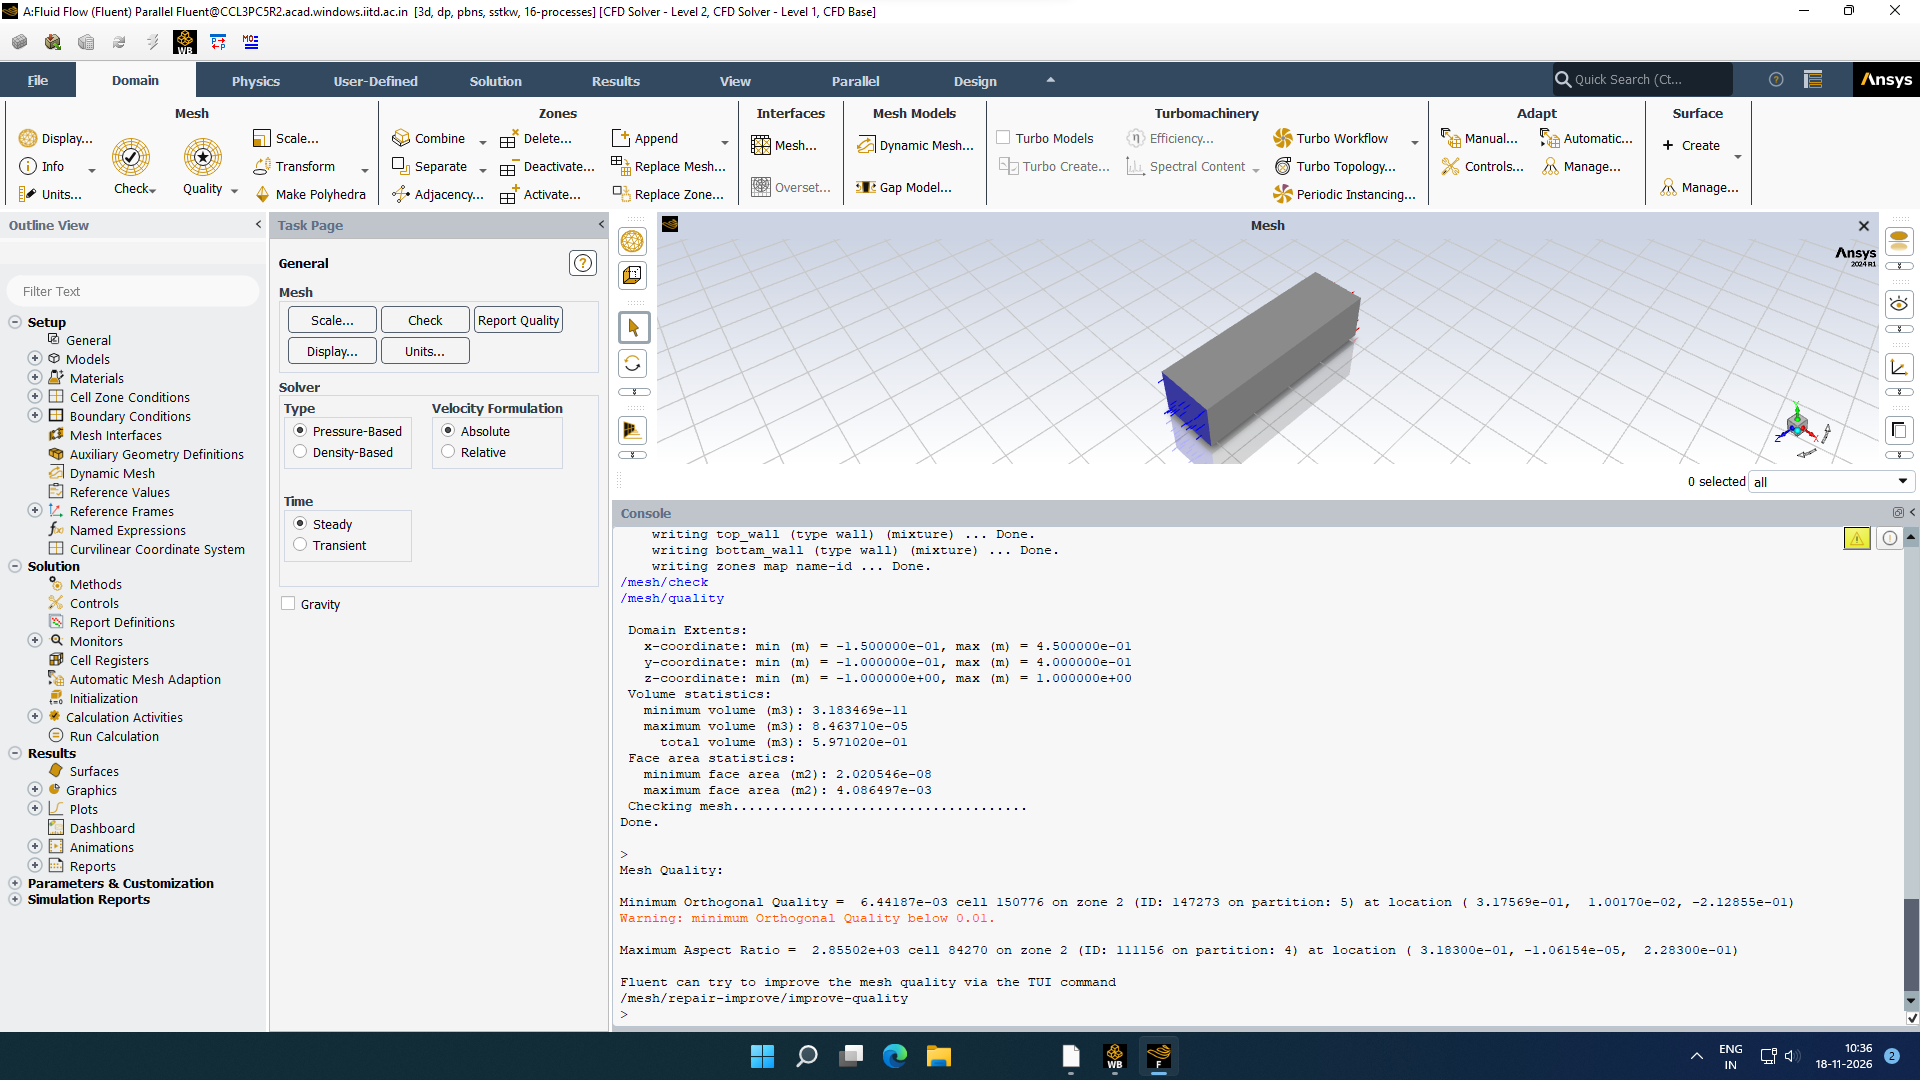 A:Fluid Flow (Fluent) Parallel Fluent@CCL3PC5R2.acad.windows.iitd.ac.in [3d, dp, pbns, sstkw, 16-processes] [CFD Solver - Level 2, CFD Solver - Level 1, CFD Base]
WB
File Domain Physics User-Defined Solution Results View Parallel Design Quick Search (Ct... Ansys
Mesh Zones Interfaces Mesh Models Turbomachinery Adapt Surface
Display... Scale... Combine Delete... Append Mesh... Dynamic Mesh... Turbo Models Efficiency... Turbo Workflow Manual... Automatic... Create
Info Check Quality Transform Separate Deactivate... Replace Mesh... Turbo Create... Spectral Content Turbo Topology... Controls... Manage...
Units... Make Polyhedra Adjacency... Activate... Replace Zone... Overset... Gap Model... Periodic Instancing... Manage...
Outline View
Filter Text
Setup
General
Models
Materials
Cell Zone Conditions
Boundary Conditions
Mesh Interfaces
Auxiliary Geometry Definitions
Dynamic Mesh
Reference Values
Reference Frames
Named Expressions
Curvilinear Coordinate System
Solution
Methods
Controls
Report Definitions
Monitors
Cell Registers
Automatic Mesh Adaption
Initialization
Calculation Activities
Run Calculation
Results
Surfaces
Graphics
Plots
Dashboard
Animations
Reports
Parameters & Customization
Simulation Reports
Task Page
General
Mesh
Scale... Check Report Quality
Display... Units...
Solver
Type Velocity Formulation
Pressure-Based Absolute
Density-Based Relative
Time
Steady
Transient
Gravity
Mesh
Ansys
2024 R1
Y
Z X
0 selected all
Console
writing top_wall (type wall) (mixture) ... Done.
writing bottam_wall (type wall) (mixture) ... Done.
writing zones map name-id ... Done.
/mesh/check
/mesh/quality
Domain Extents:
x-coordinate: min (m) = -1.500000e-01, max (m) = 4.500000e-01
y-coordinate: min (m) = -1.000000e-01, max (m) = 4.000000e-01
z-coordinate: min (m) = -1.000000e+00, max (m) = 1.000000e+00
Volume statistics:
minimum volume (m3): 3.183469e-11
maximum volume (m3): 8.463710e-05
total volume (m3): 5.971020e-01
Face area statistics:
minimum face area (m2): 2.020546e-08
maximum face area (m2): 4.086497e-03
Checking mesh.....................................
Done.
>
Mesh Quality:
Minimum Orthogonal Quality = 6.44187e-03 cell 150776 on zone 2 (ID: 147273 on partition: 5) at location ( 3.17569e-01, 1.00170e-02, -2.12855e-01)
Warning: minimum Orthogonal Quality below 0.01.
Maximum Aspect Ratio = 2.85502e+03 cell 84270 on zone 2 (ID: 111156 on partition: 4) at location ( 3.18300e-01, -1.06154e-05, 2.28300e-01)
Fluent can try to improve the mesh quality via the TUI command
/mesh/repair-improve/improve-quality
>
WB F
ENG
IN
10:36
18-11-2026
2